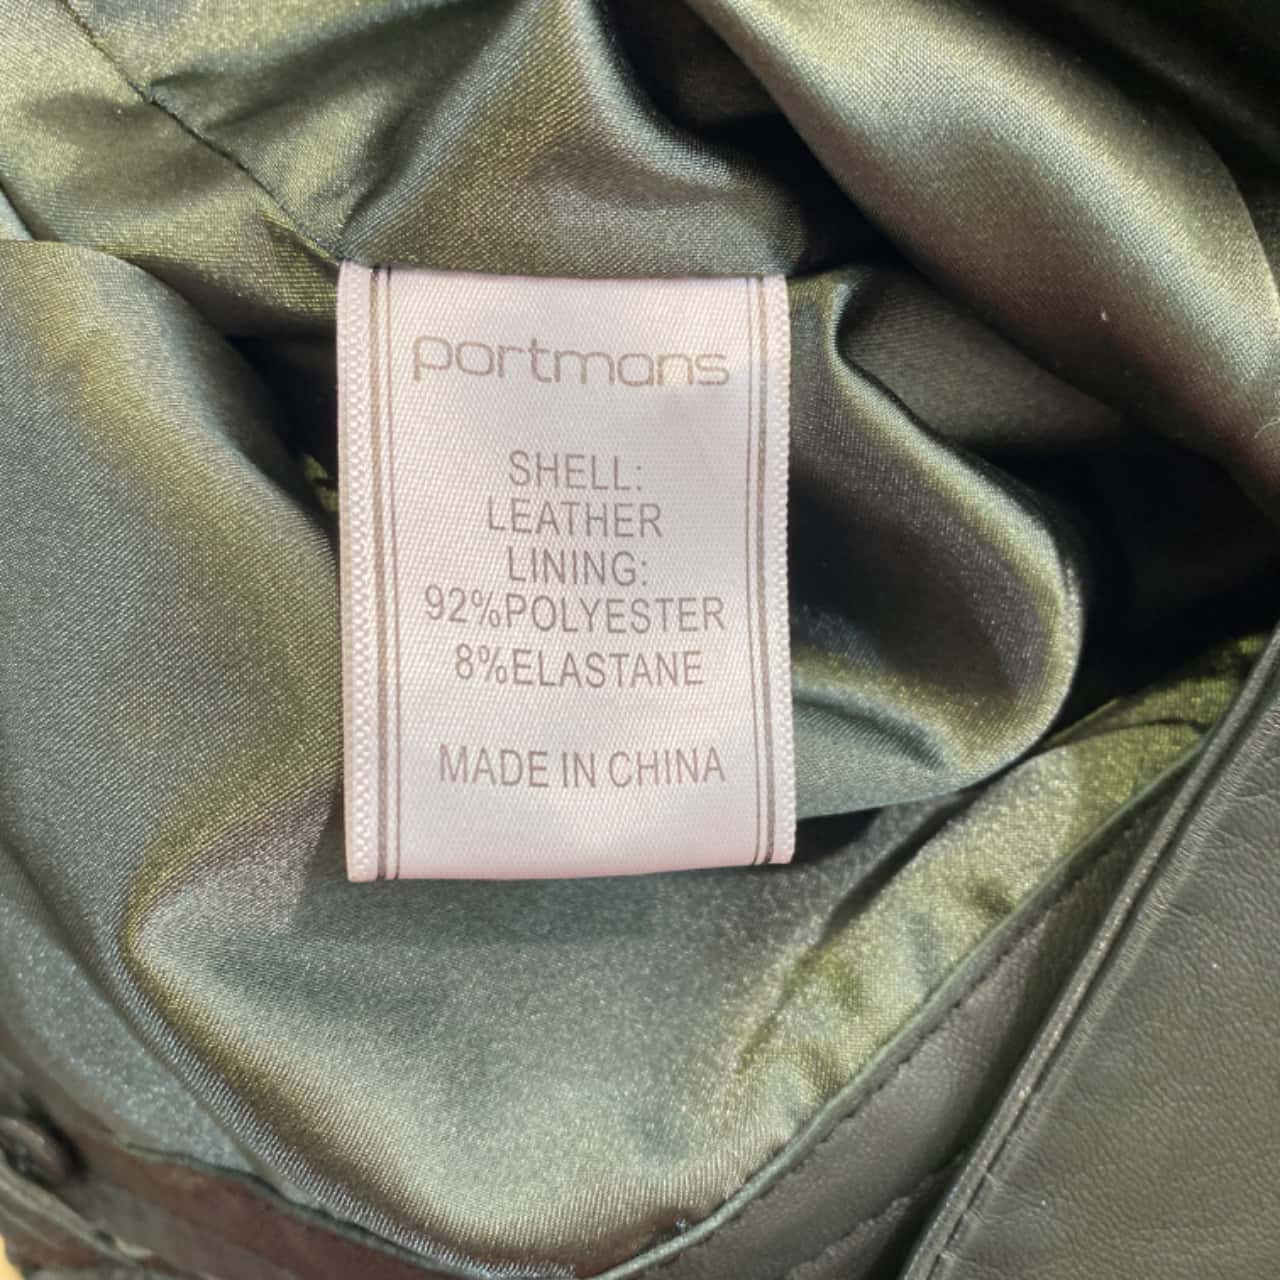 portmans
SHELL:
LEATHER
LINING:
92%POLYESTER
8%ELASTANE
MADE IN CHINA